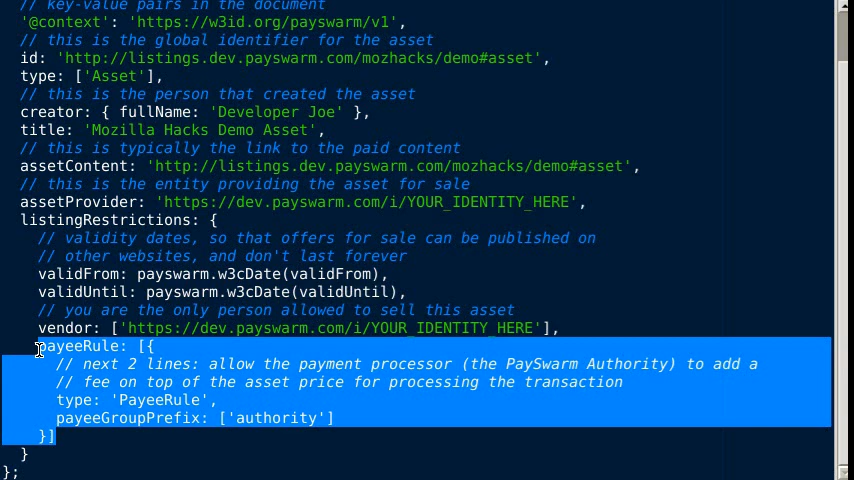 // key-value pairs in the document
'@context': 'https://w3id.org/payswarm/v1',
// this is the global identifier for the asset
id: 'http://listings.dev.payswarm.com/mozhacks/demo#asset',
type: ['Asset'],
// this is the person that created the asset
creator: { fullName: 'Developer Joe' },
title: 'Mozilla Hacks Demo Asset',
// this is typically the link to the paid content
assetContent: 'http://listings.dev.payswarm.com/mozhacks/demo#asset',
// this is the entity providing the asset for sale
assetProvider: 'https://dev.payswarm.com/i/YOUR_IDENTITY_HERE',
listingRestrictions: {
// validity dates, so that offers for sale can be published on
// other websites, and don't last forever
validFrom: payswarm.w3cDate(validFrom),
validUntil: payswarm.w3cDate(validUntil),
// you are the only person allowed to sell this asset
vendor: ['https://dev.payswarm.com/i/YOUR_IDENTITY_HERE'],
payeeRule: [{
// next 2 lines: allow the payment processor (the PaySwarm Authority) to add a
// fee on top of the asset price for processing the transaction
type: 'PayeeRule',
payeeGroupPrefix: ['authority']
}]
}
};